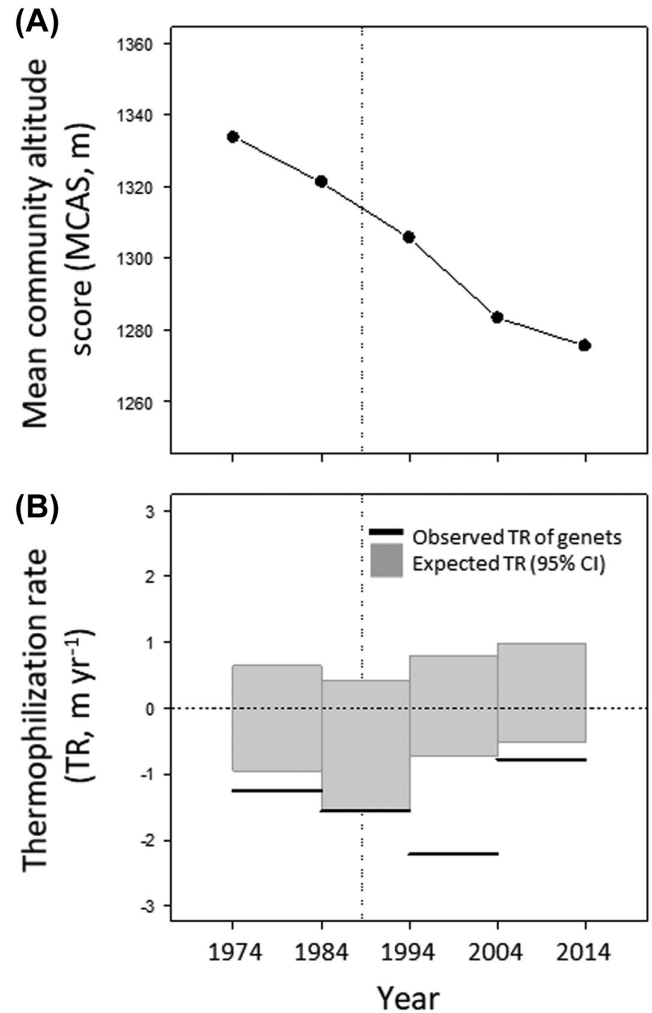 (A)
Mean community altitude
score (MCAS, m)
1360
1340
1320
1300
1280
1260
(B)
Thermophilization rate
(TR, m yr-1)
3
2
1
0
-1
-2
-3
Observed TR of genets
Expected TR (95% CI)
1974 1984 1994 2004 2014
Year